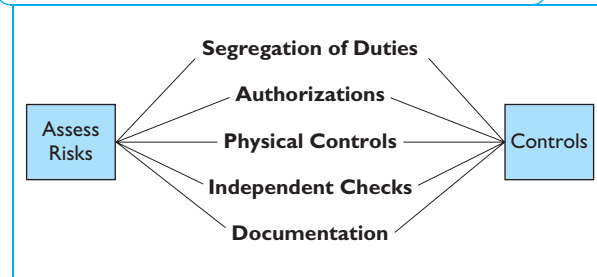 Segregation of Duties
Authorizations
Assess
Risks
Physical Controls
Controls
Independent Checks
Documentation